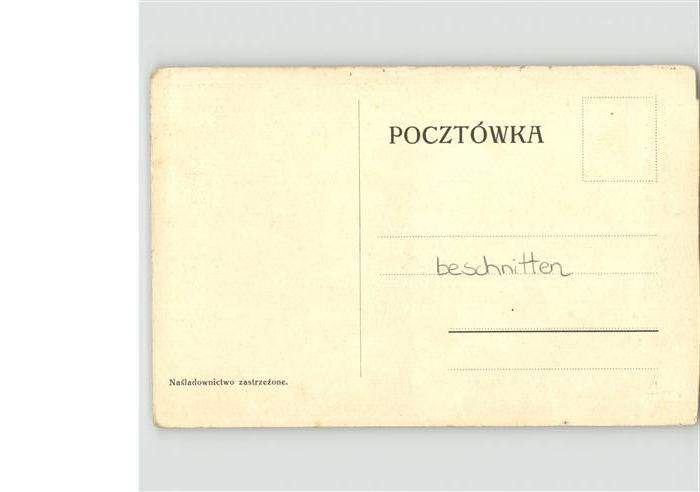 POCZTÓWKA
beschnitten
Naśladownictwo zastrzeżone.